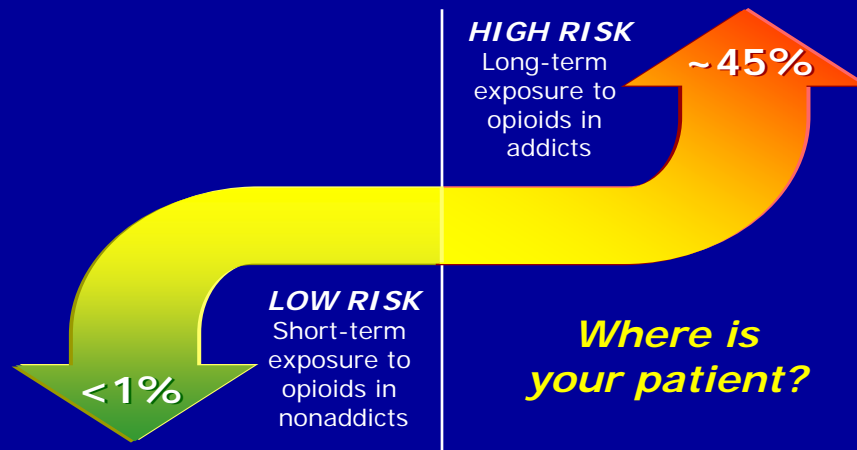 HIGH RISK
Long-term
exposure to
opioids in
addicts
~45%
LOW RISK
Short-term
exposure to
opioids in
nonaddicts
<1%
Where is
your patient?